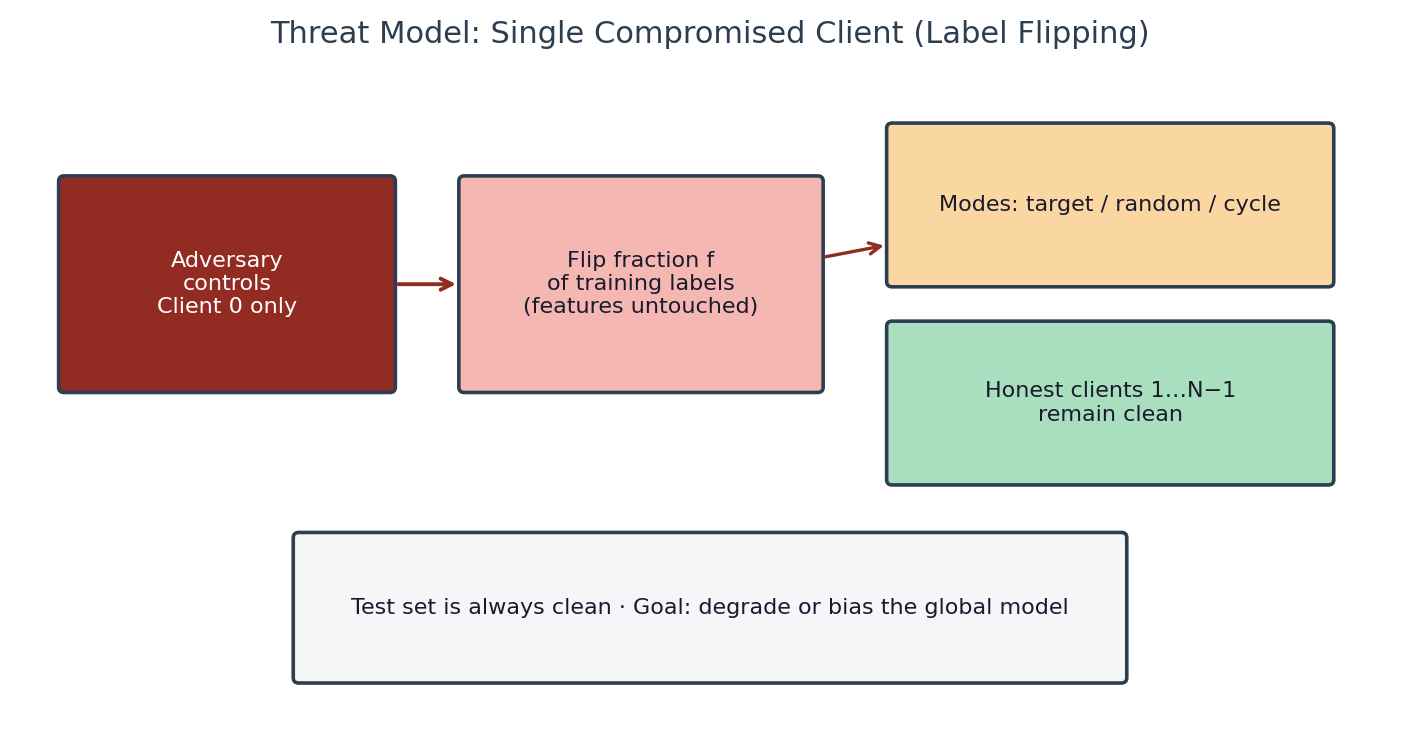 Threat Model: Single Compromised Client (Label Flipping)
Adversary
controls
Client 0 only
Flip fraction f
of training labels
(features untouched)
Modes: target / random / cycle
Honest clients 1…N−1
remain clean
Test set is always clean · Goal: degrade or bias the global model